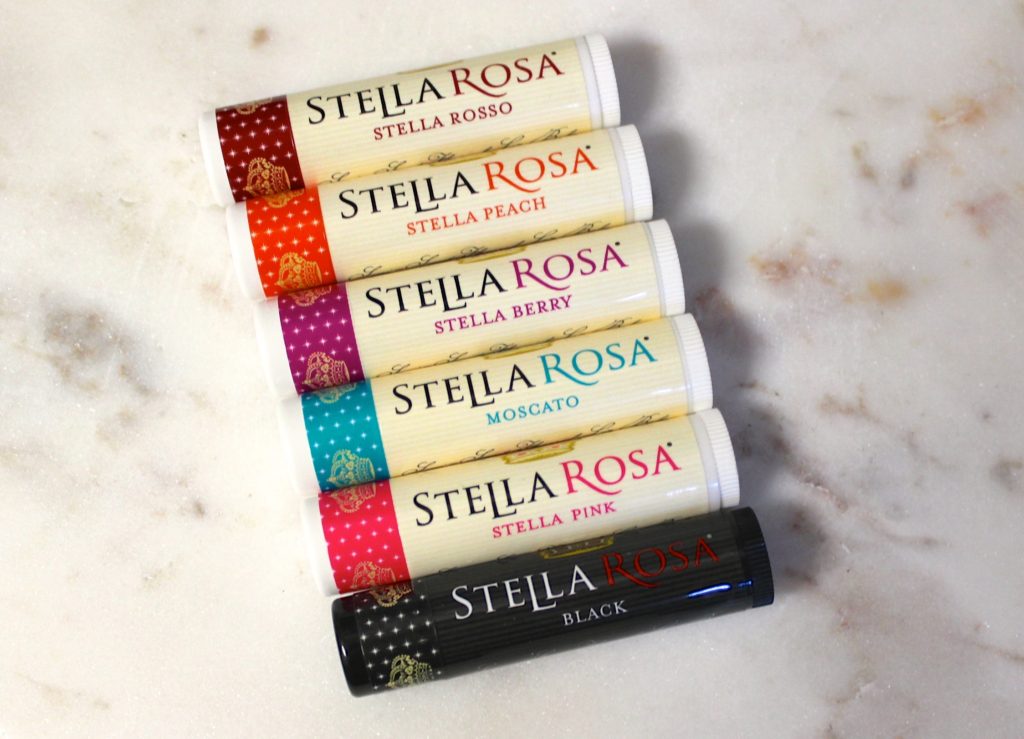 STELLA ROSA
STELLA ROSSO
STELLA ROSA
STELLA PEACH
STELLA ROSA
STELLA BERRY
STELLA ROSA
MOSCATO
STELLA ROSA
STELLA PINK
STELLA ROSA
BLACK